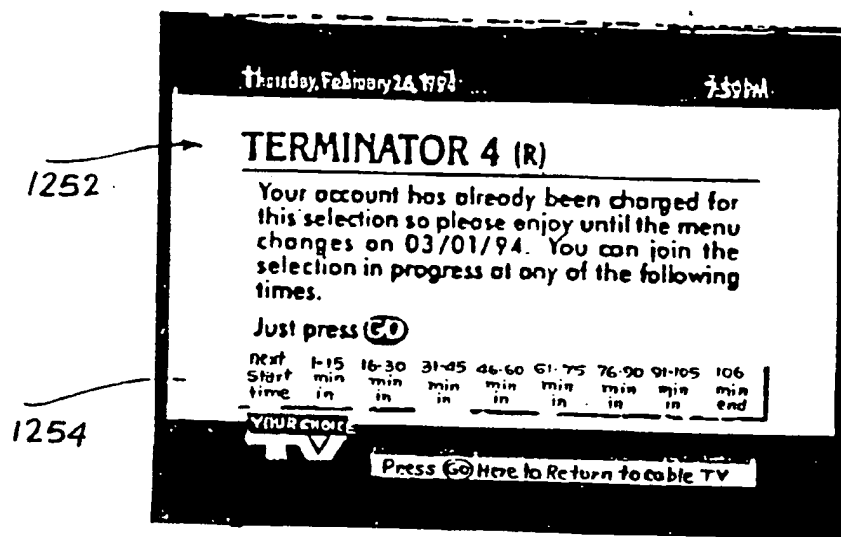 Thursday, February 24, ...
7:59PM
TERMINATOR 4 (R)
1252
Your account has already been charged for
this selection so please enjoy until the menu
changes on 03/01/94. You can join the
selection in progress at any of the following
times.
Just press GO
next 1-15 16-30 31-45 46-60 61-75 76-90 91-105 106
Start min min min min min min min min
time in in in in in in in end
1254
YOUR CHOICE
TV
Press GO Here to Return to cable TV